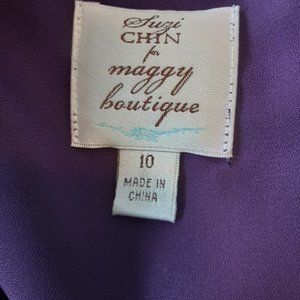 Suzi
CHIN
for
maggy
boutique
10
MADE IN
CHINA